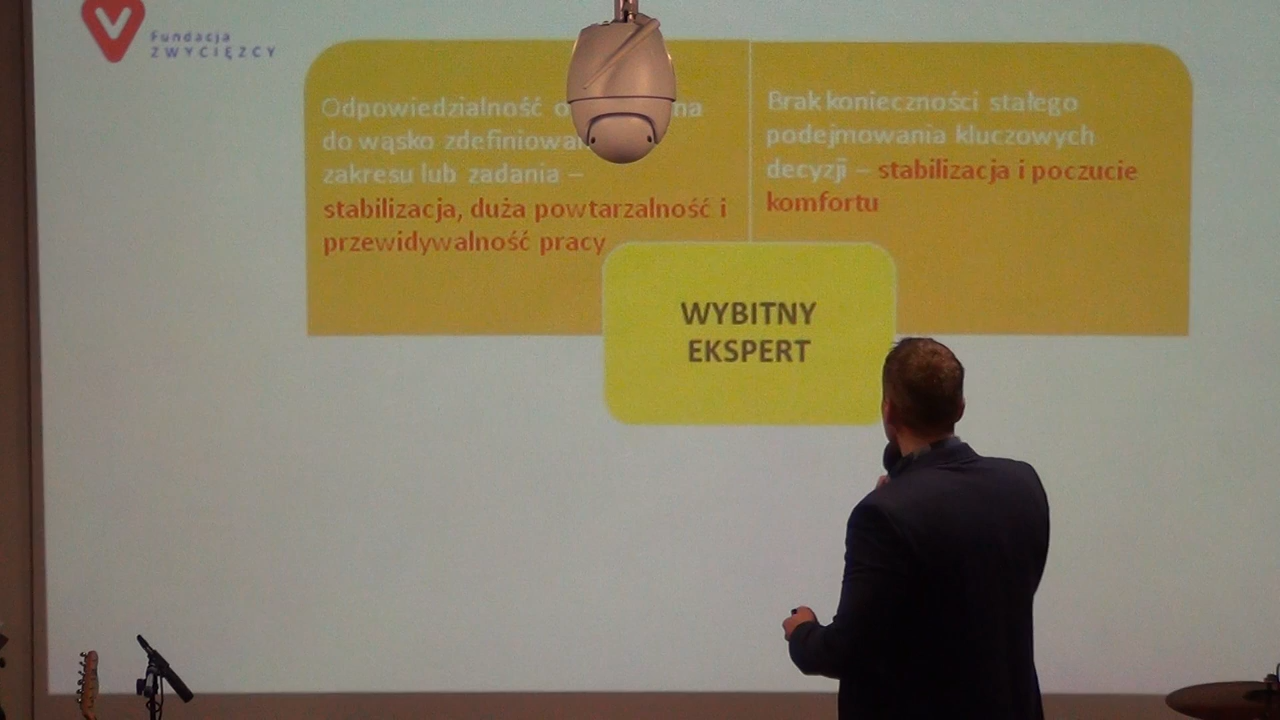 Fundacja
ZWYCIĘZCY
Odpowiedzialność
do wąsko
zakresu lub zadania –
stabilizacja, duża powtarzalność i
przewidywalność pracy
Brak konieczności stałego
podejmowania kluczowych
decyzji – stabilizacja i poczucie
komfortu
WYBITNY
EKSPERT